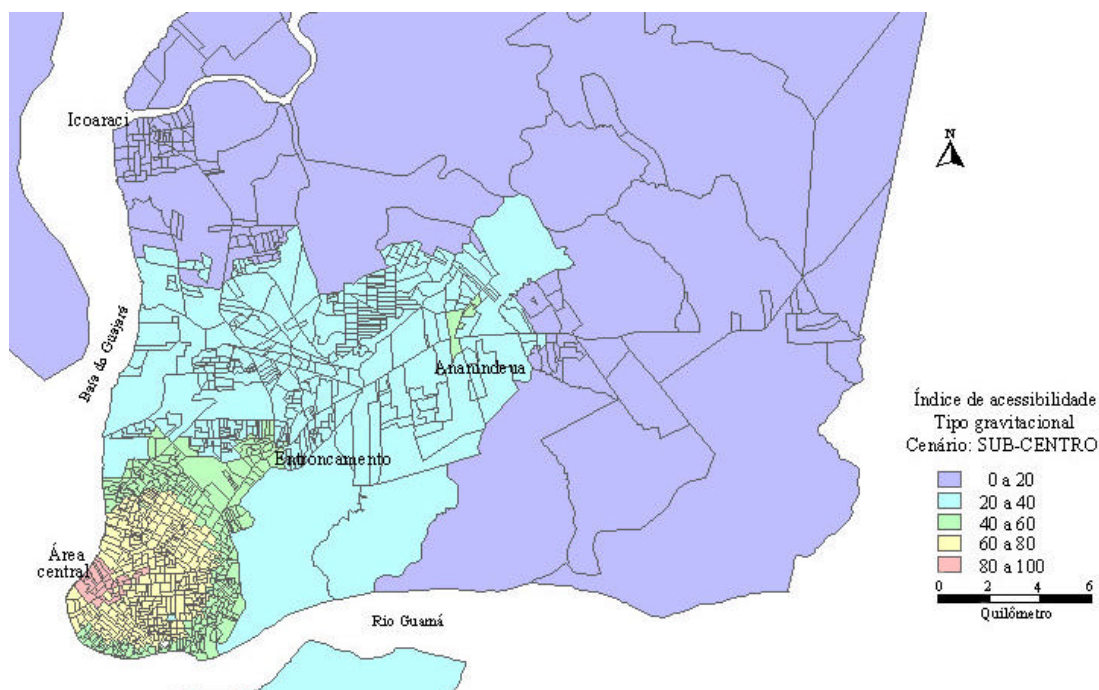 Icoaraci
N
Baía do Guajará
Ananindeua
Índice de acessibilidade
Tipo gravitacional
Cenário: SUB-CENTRO
Entroncamento
0 a 20
20 a 40
40 a 60
60 a 80
80 a 100
Área
central
0 2 4 6
Quilômetro
Rio Guamá